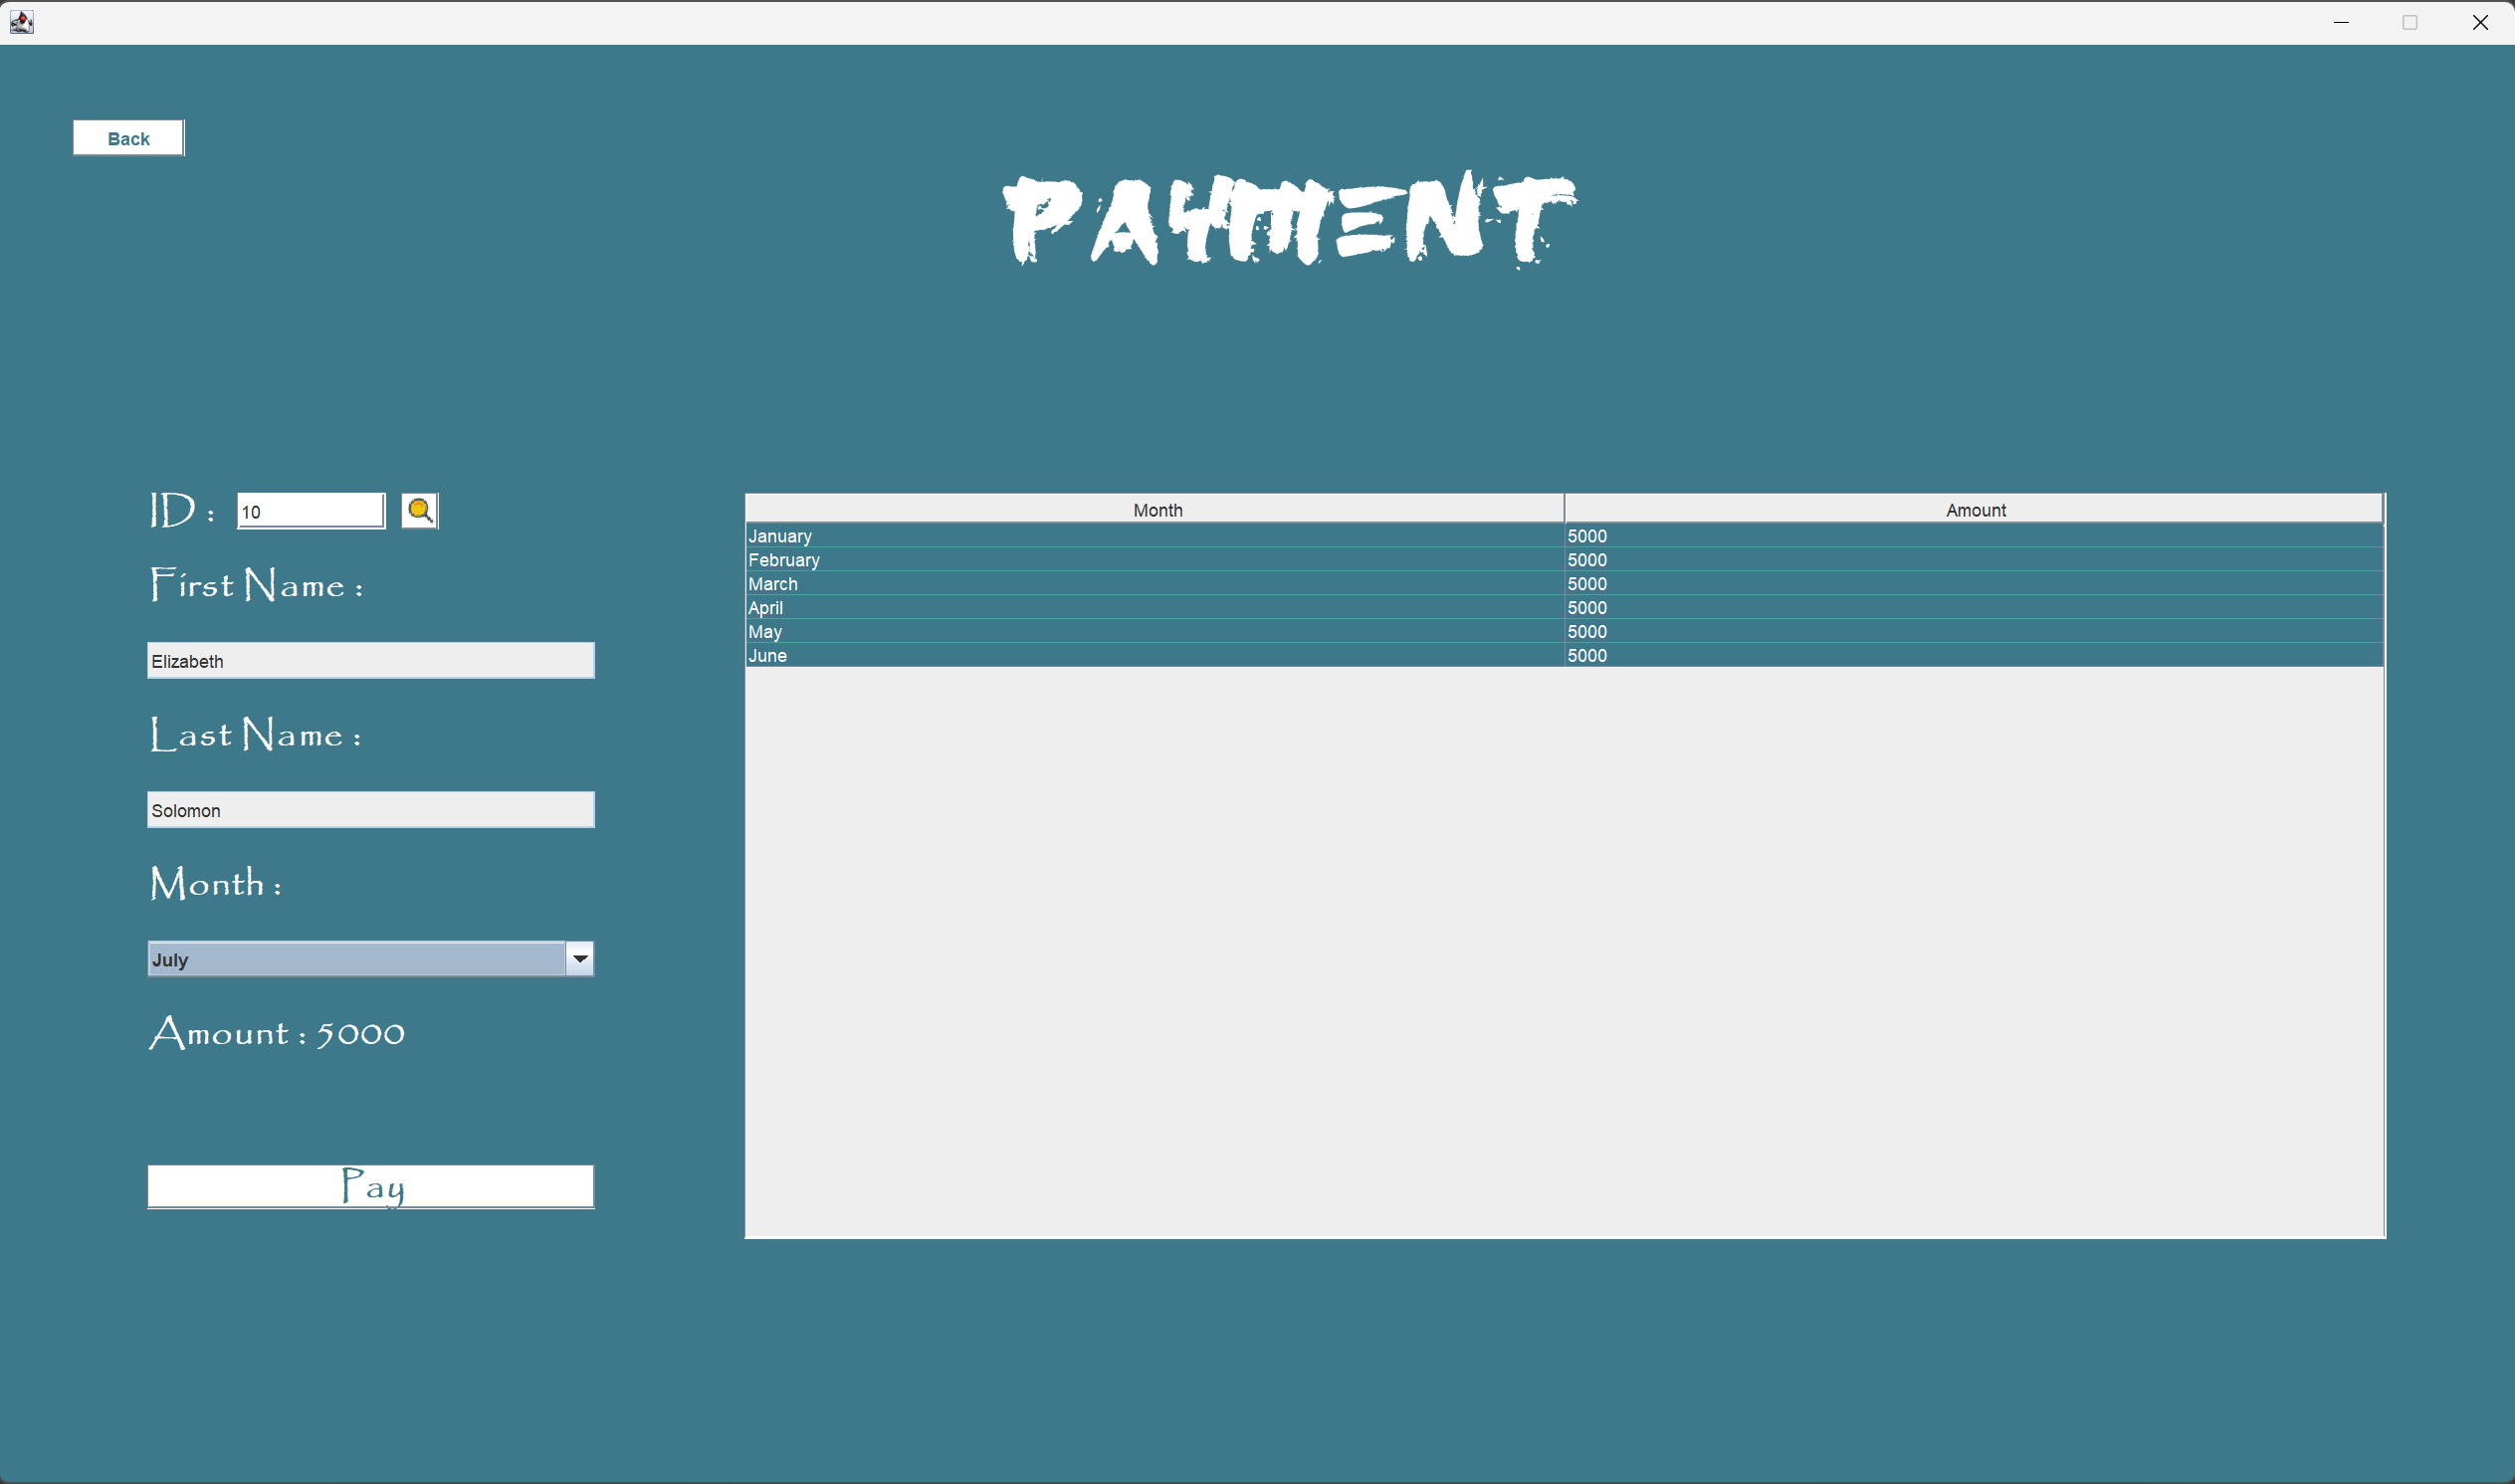 Back
PAYMENT
ID : 10
First Name :
Elizabeth
Last Name :
Solomon
Month :
July
Amount : 5000
Pay
Month Amount
January 5000
February 5000
March 5000
April 5000
May 5000
June 5000